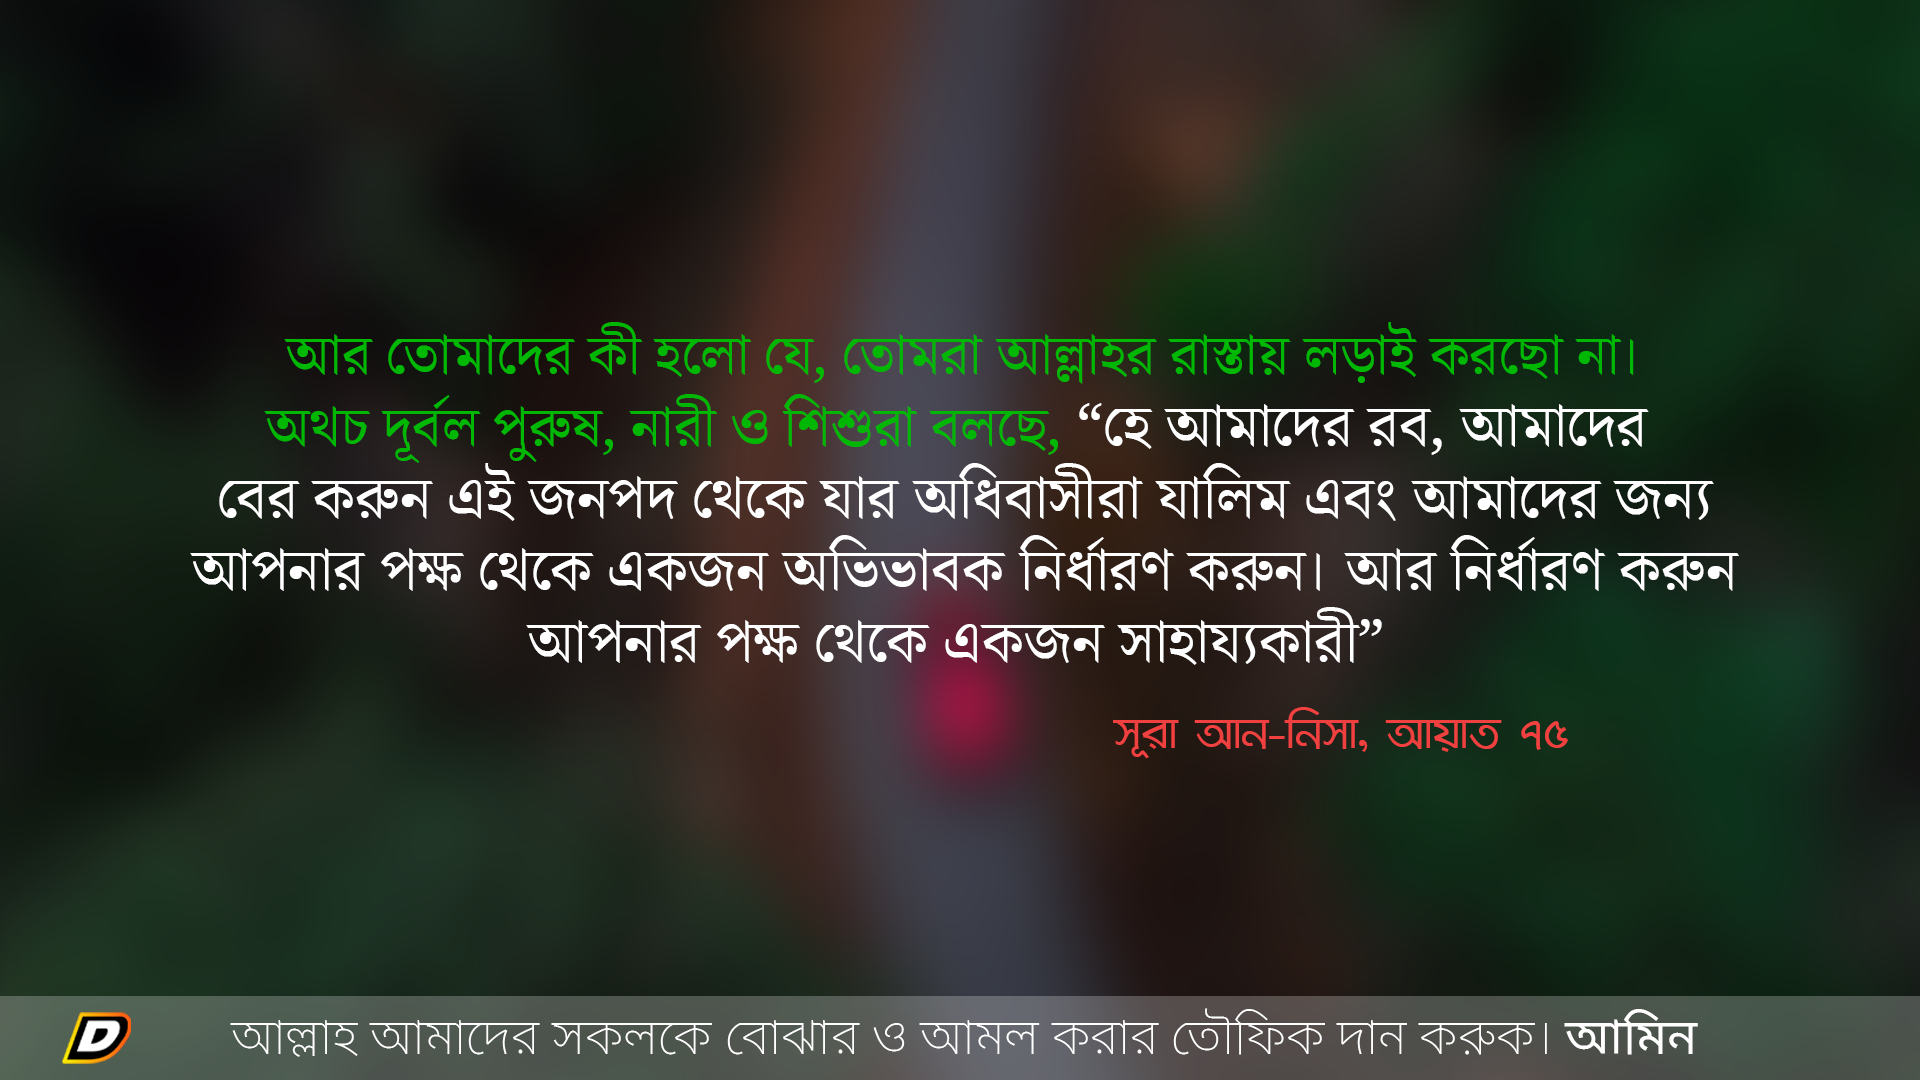 আর তোমাদের কী হলো যে, তোমরা আল্লাহর রাস্তায় লড়াই করছো না।
অথচ দূর্বল পুরুষ, নারী ও শিশুরা বলছে, “হে আমাদের রব, আমাদের
বের করুন এই জনপদ থেকে যার অধিবাসীরা যালিম এবং আমাদের জন্য
আপনার পক্ষ থেকে একজন অভিভাবক নির্ধারণ করুন। আর নির্ধারণ করুন
আপনার পক্ষ থেকে একজন সাহায্যকারী”
সূরা আন-নিসা, আয়াত ৭৫
D আল্লাহ আমাদের সকলকে বোঝার ও আমল করার তৌফিক দান করুক। আমিন